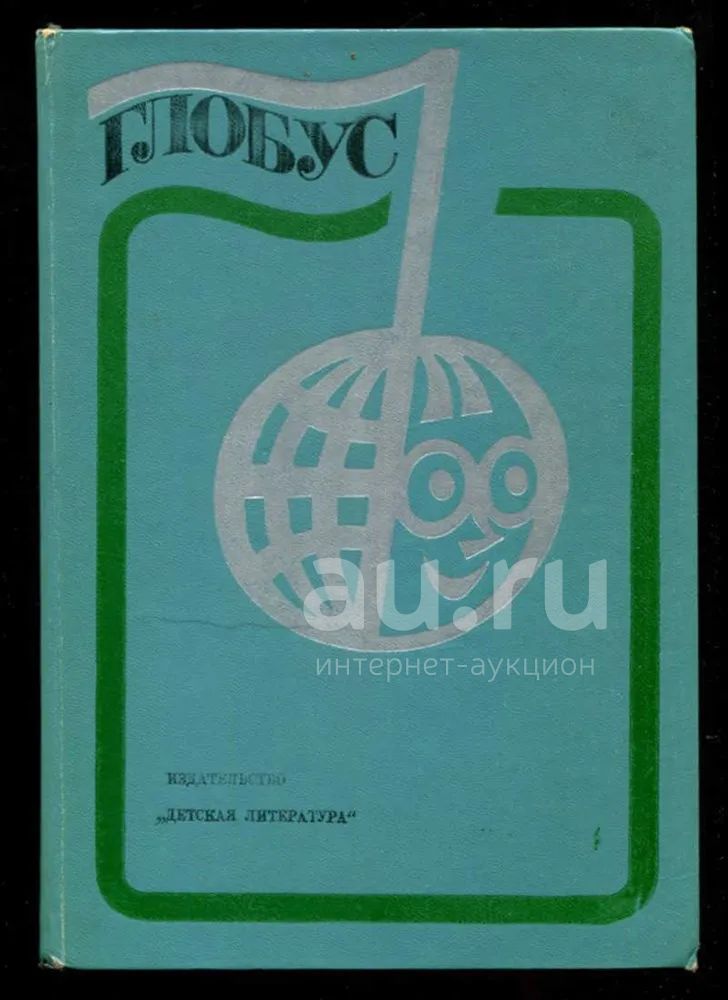 ГЛОБУС
au.ru
интернет-аукцион
ИЗДАТЕЛЬСТВО
„ДЕТСКАЯ ЛИТЕРАТУРА“